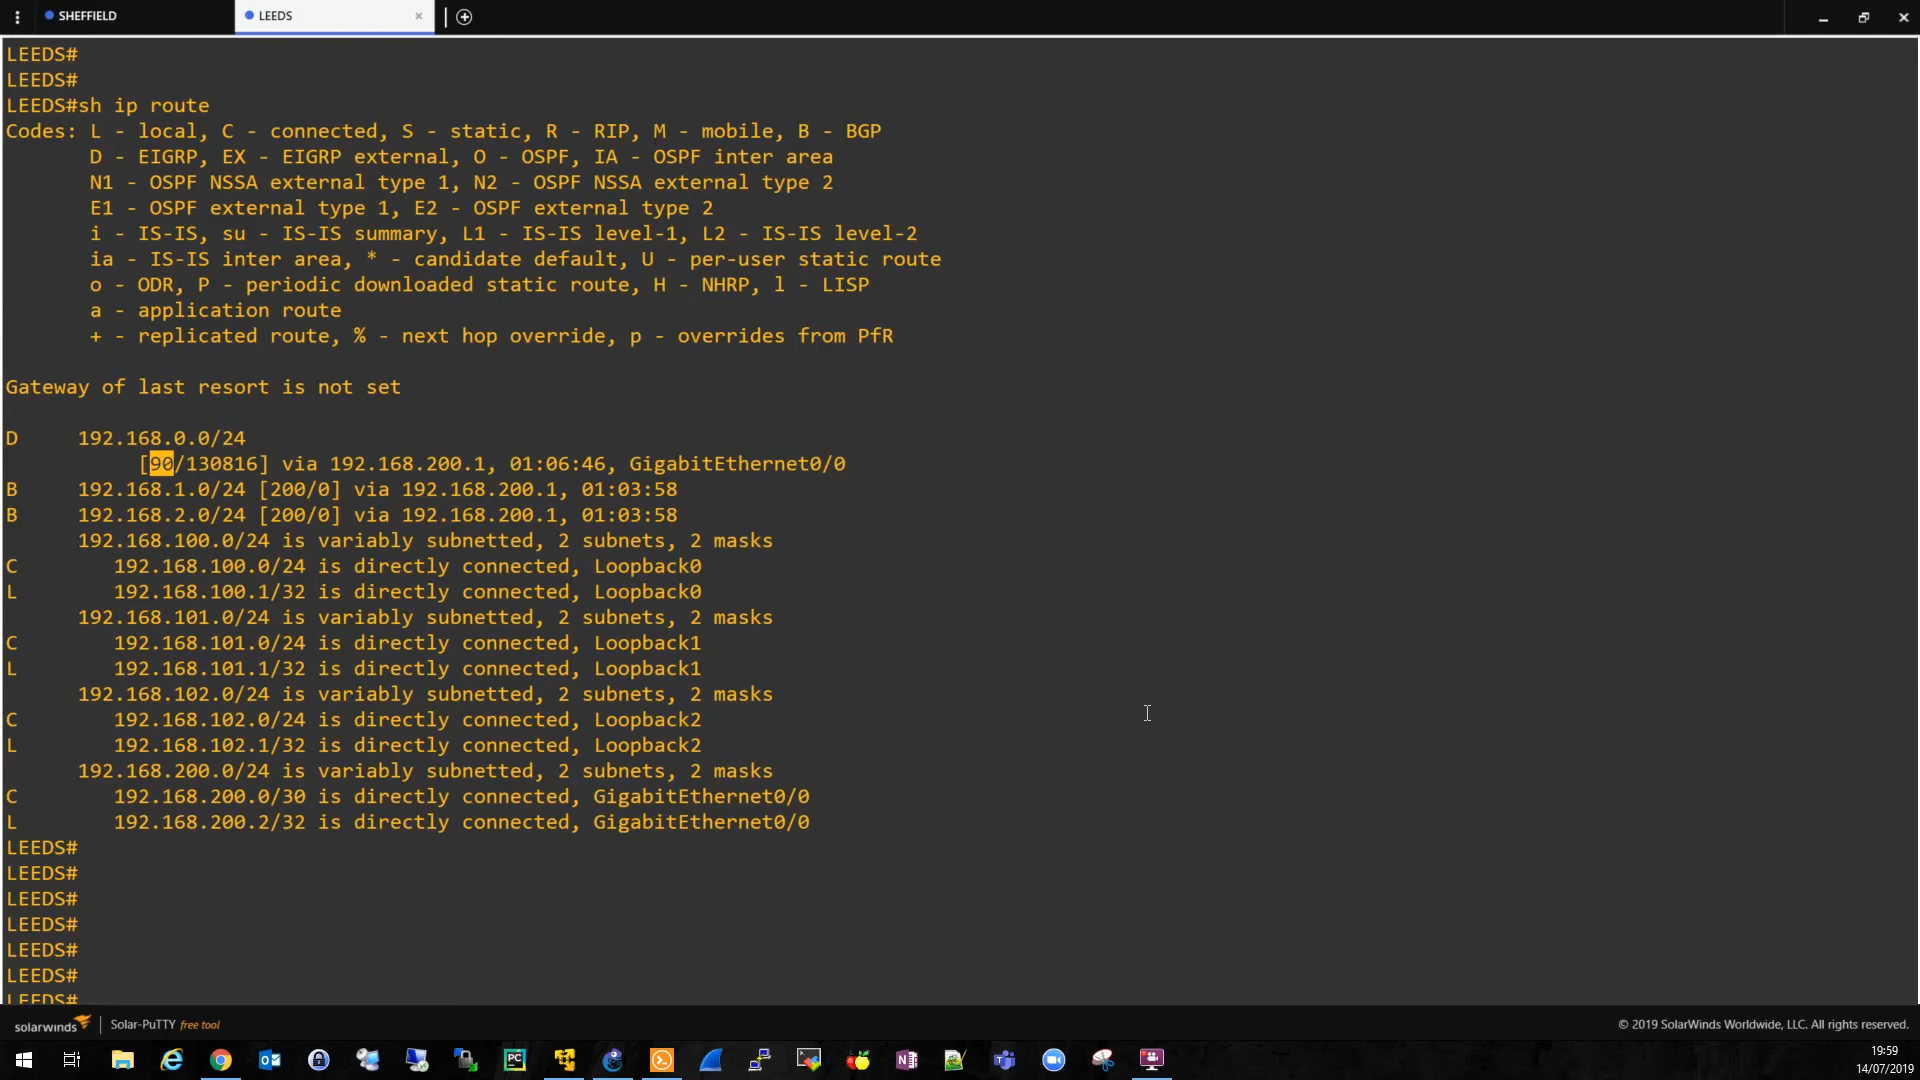 SHEFFIELD
LEEDS
LEEDS#
LEEDS#
LEEDS#sh ip route
Codes: L - local, C - connected, S - static, R - RIP, M - mobile, B - BGP
D - EIGRP, EX - EIGRP external, O - OSPF, IA - OSPF inter area
N1 - OSPF NSSA external type 1, N2 - OSPF NSSA external type 2
E1 - OSPF external type 1, E2 - OSPF external type 2
i - IS-IS, su - IS-IS summary, L1 - IS-IS level-1, L2 - IS-IS level-2
ia - IS-IS inter area, * - candidate default, U - per-user static route
o - ODR, P - periodic downloaded static route, H - NHRP, l - LISP
a - application route
+ - replicated route, % - next hop override, p - overrides from PfR
Gateway of last resort is not set
D 192.168.0.0/24
[90/130816] via 192.168.200.1, 01:06:46, GigabitEthernet0/0
B 192.168.1.0/24 [200/0] via 192.168.200.1, 01:03:58
B 192.168.2.0/24 [200/0] via 192.168.200.1, 01:03:58
192.168.100.0/24 is variably subnetted, 2 subnets, 2 masks
C 192.168.100.0/24 is directly connected, Loopback0
L 192.168.100.1/32 is directly connected, Loopback0
192.168.101.0/24 is variably subnetted, 2 subnets, 2 masks
C 192.168.101.0/24 is directly connected, Loopback1
L 192.168.101.1/32 is directly connected, Loopback1
192.168.102.0/24 is variably subnetted, 2 subnets, 2 masks
C 192.168.102.0/24 is directly connected, Loopback2
L 192.168.102.1/32 is directly connected, Loopback2
192.168.200.0/24 is variably subnetted, 2 subnets, 2 masks
C 192.168.200.0/30 is directly connected, GigabitEthernet0/0
L 192.168.200.2/32 is directly connected, GigabitEthernet0/0
LEEDS#
LEEDS#
LEEDS#
LEEDS#
LEEDS#
LEEDS#
LEEDS#
solarwinds Solar-PuTTY free tool
© 2019 SolarWinds Worldwide, LLC. All rights reserved.
19:59
14/07/2019